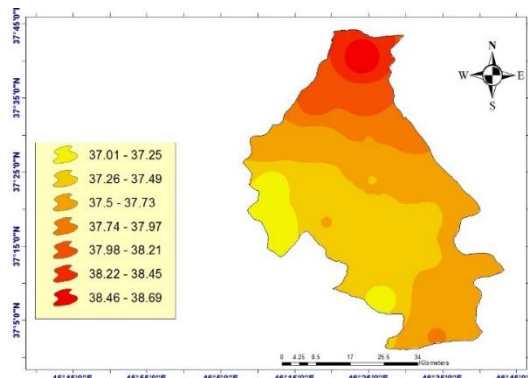 37°45'0"N
N
W E
S
37°35'0"N
37°25'0"N
37°15'0"N
37°5'0"N
37.01 - 37.25
37.26 - 37.49
37.5 - 37.73
37.74 - 37.97
37.98 - 38.21
38.22 - 38.45
38.46 - 38.69
0 4.25 8.5 17 25.5 34